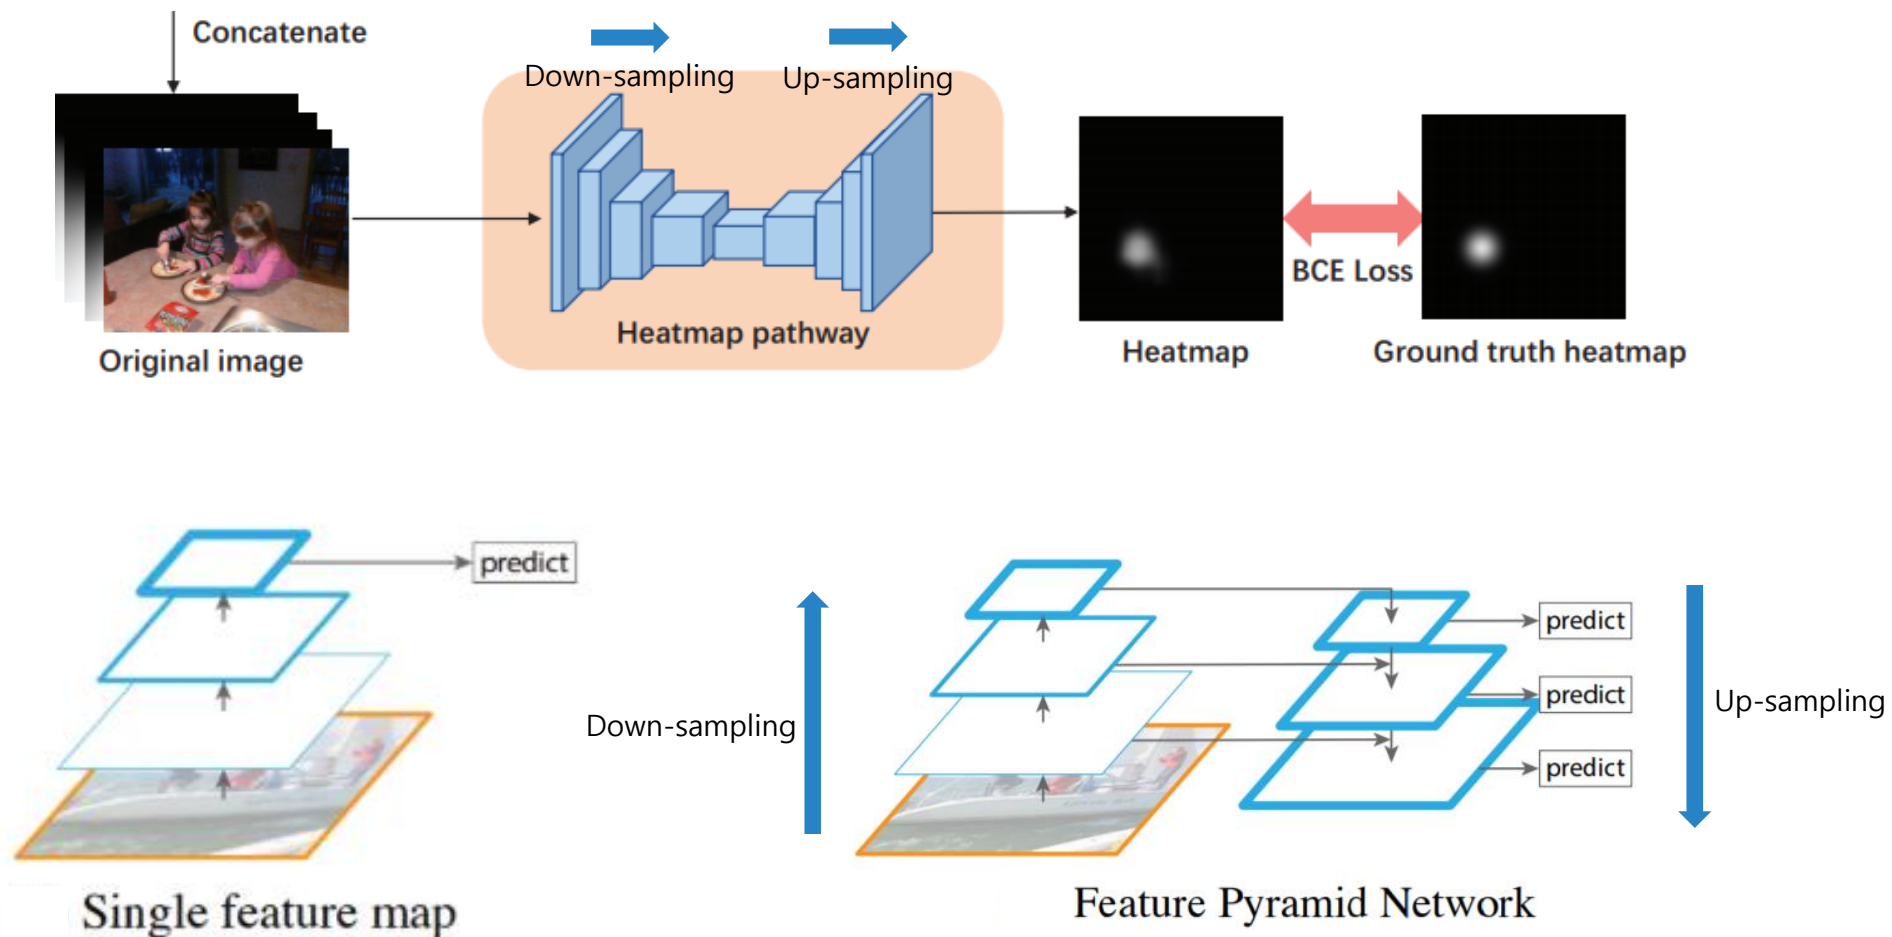 Concatenate
Down-sampling
Up-sampling
Heatmap pathway
BCE Loss
Original image
Heatmap
Ground truth heatmap
predict
Single feature map
Down-sampling
predict
predict
predict
Up-sampling
Feature Pyramid Network